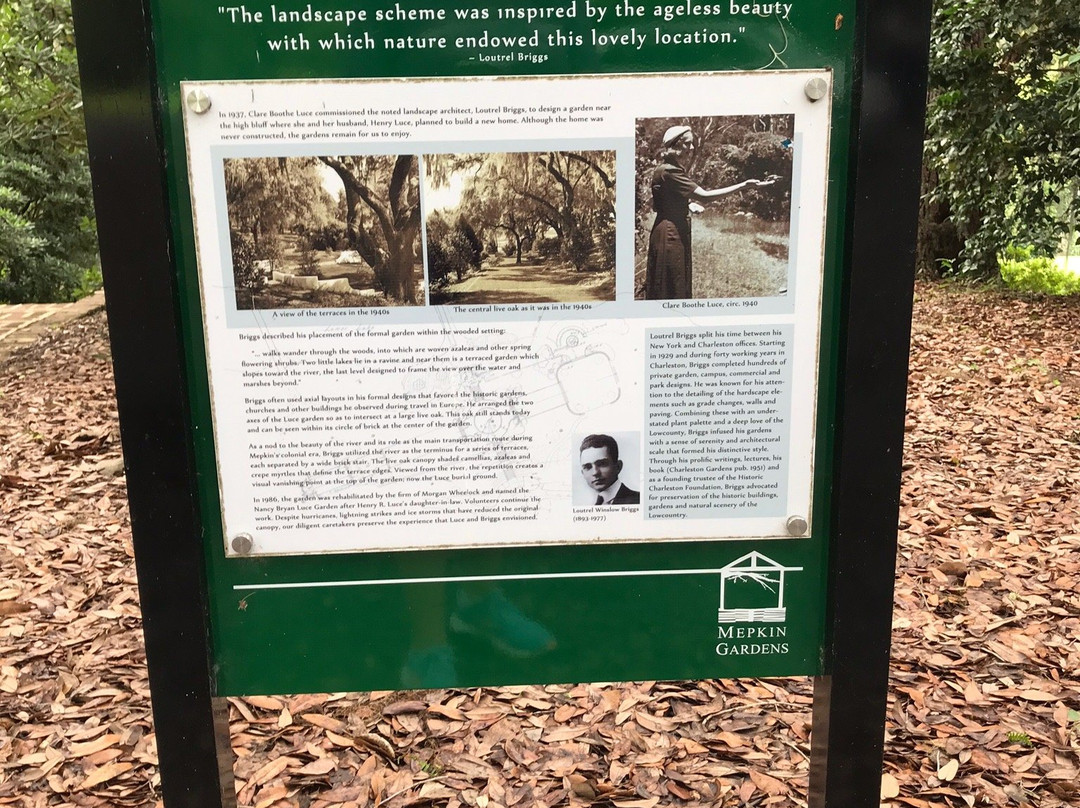 "The landscape scheme was inspired by the ageless beauty
with which nature endowed this lovely location."
– Loutrel Briggs
In 1937, Clare Boothe Luce commissioned the noted landscape architect, Loutrel Briggs, to design a garden near
the high bluff where she and her husband, Henry Luce, planned to build a new home. Although the home was
never constructed, the gardens remain for us to enjoy.
A view of the terraces in the 1940s
The central live oak as it was in the 1940s
Clare Boothe Luce, circ. 1940
Briggs described his placement of the formal garden within the wooded setting:
"... walks wander through the woods, into which are woven azaleas and other spring
flowering shrubs. Two little lakes lie in a ravine and near them is a terraced garden which
slopes toward the river, the last level designed to frame the view over the water and
marshes beyond."
Briggs often used axial layouts in his formal designs that favored the historic gardens,
churches and other buildings he observed during travel in Europe. He arranged the two
axes of the Luce garden so as to intersect at a large live oak. This oak still stands today
and can be seen within its circle of brick at the center of the garden.
As a nod to the beauty of the river and its role as the main transportation route during
Mepkin's colonial era, Briggs utilized the river as the terminus for a series of terraces,
each separated by a wide brick stair. The live oak canopy shaded camellias, azaleas and
crepe myrtles that define the terrace edges. Viewed from the river, the repetition creates a
visual vanishing point at the top of the garden; now the Luce burial ground.
In 1986, the garden was rehabilitated by the firm of Morgan Wheelock and named the
Nancy Bryan Luce Garden after Henry R. Luce's daughter-in-law. Volunteers continue the
work. Despite hurricanes, lightning strikes and ice storms that have reduced the original
canopy, our diligent caretakers preserve the experience that Luce and Briggs envisioned.
Loutrel Winslow Briggs
(1893-1977)
Loutrel Briggs split his time between his
New York and Charleston offices. Starting
in 1929 and during forty working years in
Charleston, Briggs completed hundreds of
private garden, campus, commercial and
park designs. He was known for his atten-
tion to the detailing of the hardscape ele-
ments such as grade changes, walls and
paving. Combining these with an under-
stated plant palette and a deep love of the
Lowcounty, Briggs infused his gardens
with a sense of serenity and architectural
scale that formed his distinctive style.
Through his prolific writings, lectures, his
book (Charleston Gardens pub. 1951) and
as a founding trustee of the Historic
Charleston Foundation, Briggs advocated
for preservation of the historic buildings,
gardens and natural scenery of the
Lowcountry.
MEPKIN
GARDENS